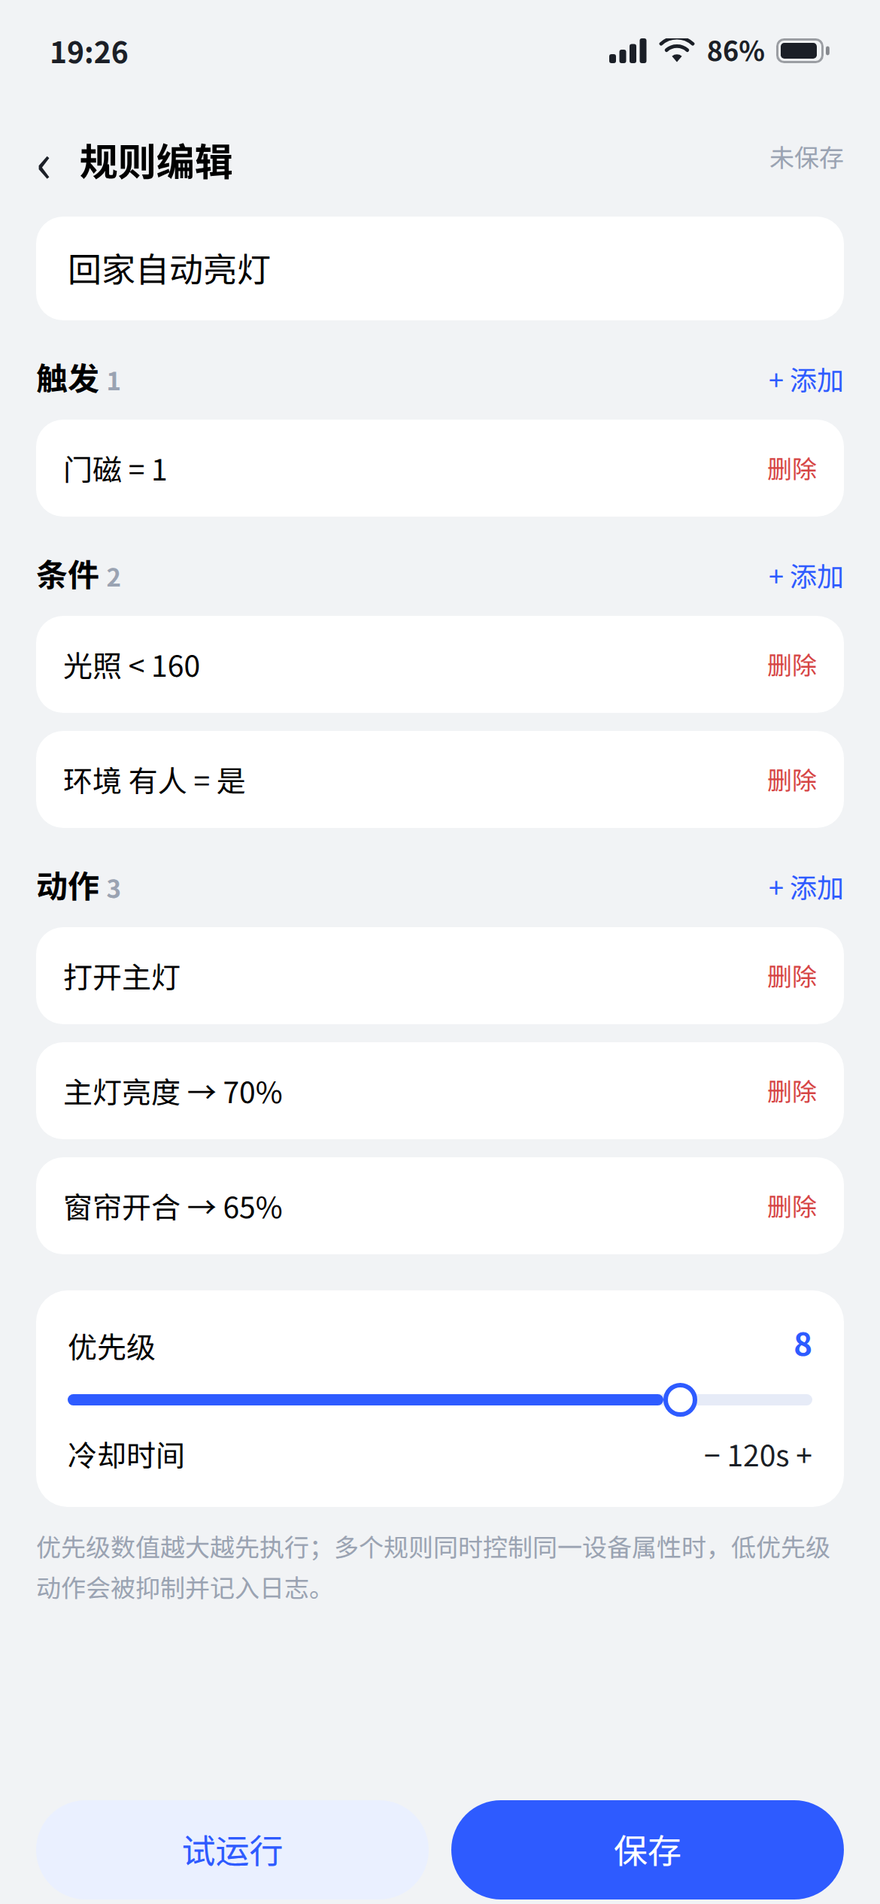 19:26 86%
‹ 规则编辑 未保存
回家自动亮灯
触发 1 + 添加
门磁 = 1 删除
条件 2 + 添加
光照 < 160 删除
环境 有人 = 是 删除
动作 3 + 添加
打开主灯 删除
主灯亮度 → 70% 删除
窗帘开合 → 65% 删除
优先级 8
冷却时间 − 120s +
优先级数值越大越先执行；多个规则同时控制同一设备属性时，低优先级
动作会被抑制并记入日志。
试运行 保存